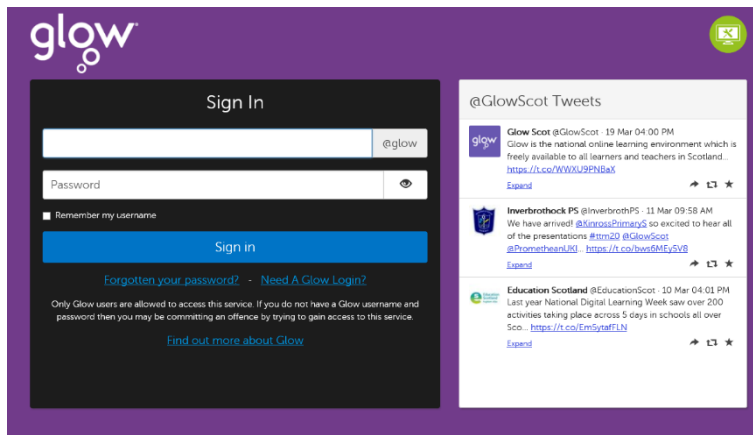 glow
Sign In
@glow
Password
Remember my username
Sign in
Forgotten your password? - Need A Glow Login?
Only Glow users are allowed to access this service. If you do not have a Glow username and
password then you may be committing an offence by trying to gain access to this service.
Find out more about Glow
@GlowScot Tweets
glow
Glow Scot @GlowScot · 19 Mar 04:00 PM
Glow is the national online learning environment which is
freely available to all learners and teachers in Scotland...
https://t.co/WWXU9PNBaX
Expand
Inverbrothock PS @InverbrothPS · 11 Mar 09:58 AM
We have arrived! @KinrossPrimaryS so excited to hear all
of the presentations #ttm20 @GlowScot
@PrometheanUKI... https://t.co/bws6MEy5V8
Expand
Education Scotland @EducationScot · 10 Mar 04:01 PM
Last year National Digital Learning Week saw over 200
activities taking place across 5 days in schools all over
Sco... https://t.co/Em5ytafFLN
Expand